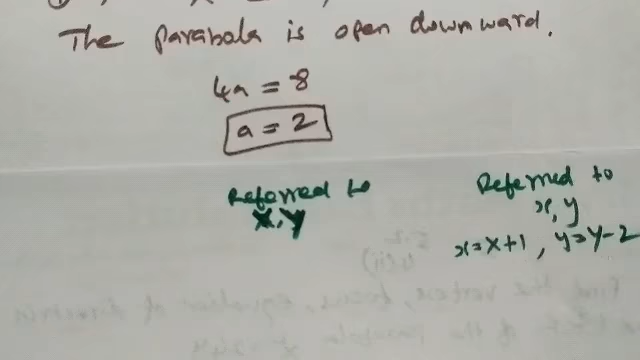 The parabola is open downward.
4a = 8
a = 2
Referred to
X, Y
Referred to
x, y
x = X+1, y = Y-2